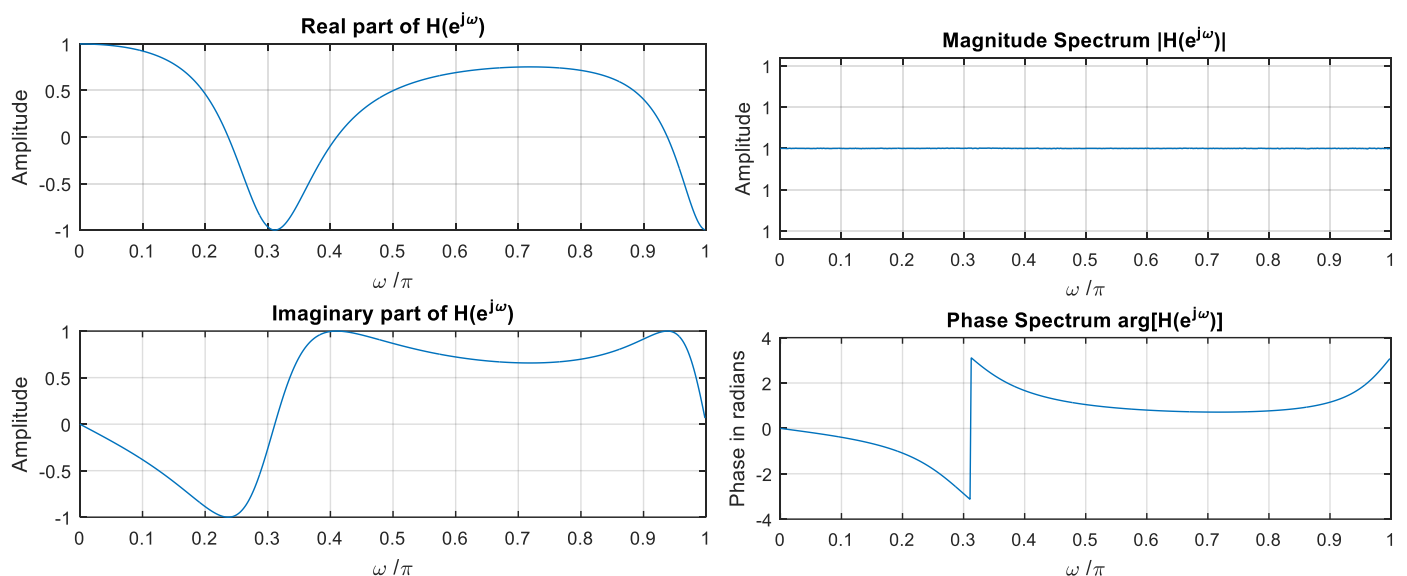 Real part of H(e^jω)
Amplitude
1
0.5
0
-0.5
-1
0 0.1 0.2 0.3 0.4 0.5 0.6 0.7 0.8 0.9 1
ω /π
Magnitude Spectrum |H(e^jω)|
Amplitude
1
1
1
1
1
0 0.1 0.2 0.3 0.4 0.5 0.6 0.7 0.8 0.9 1
ω /π
Imaginary part of H(e^jω)
Amplitude
1
0.5
0
-0.5
-1
0 0.1 0.2 0.3 0.4 0.5 0.6 0.7 0.8 0.9 1
ω /π
Phase Spectrum arg[H(e^jω)]
Phase in radians
4
2
0
-2
-4
0 0.1 0.2 0.3 0.4 0.5 0.6 0.7 0.8 0.9 1
ω /π